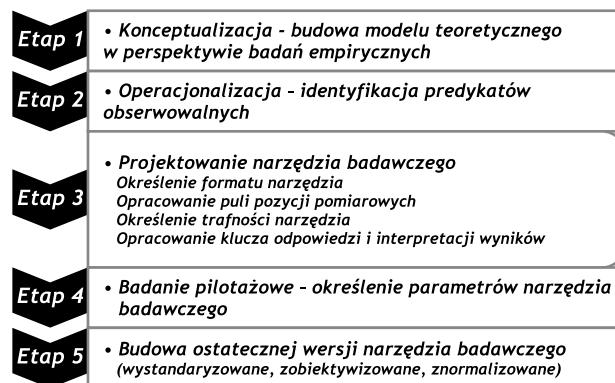 Etap 1
• Konceptualizacja - budowa modelu teoretycznego
w perspektywie badań empirycznych
Etap 2
• Operacjonalizacja – identyfikacja predykatów
obserwowalnych
Etap 3
• Projektowanie narzędzia badawczego
Określenie formatu narzędzia
Opracowanie puli pozycji pomiarowych
Określenie trafności narzędzia
Opracowanie klucza odpowiedzi i interpretacji wyników
Etap 4
• Badanie pilotażowe – określenie parametrów narzędzia
badawczego
Etap 5
• Budowa ostatecznej wersji narzędzia badawczego
(wystandaryzowane, zobiektywizowane, znormalizowane)